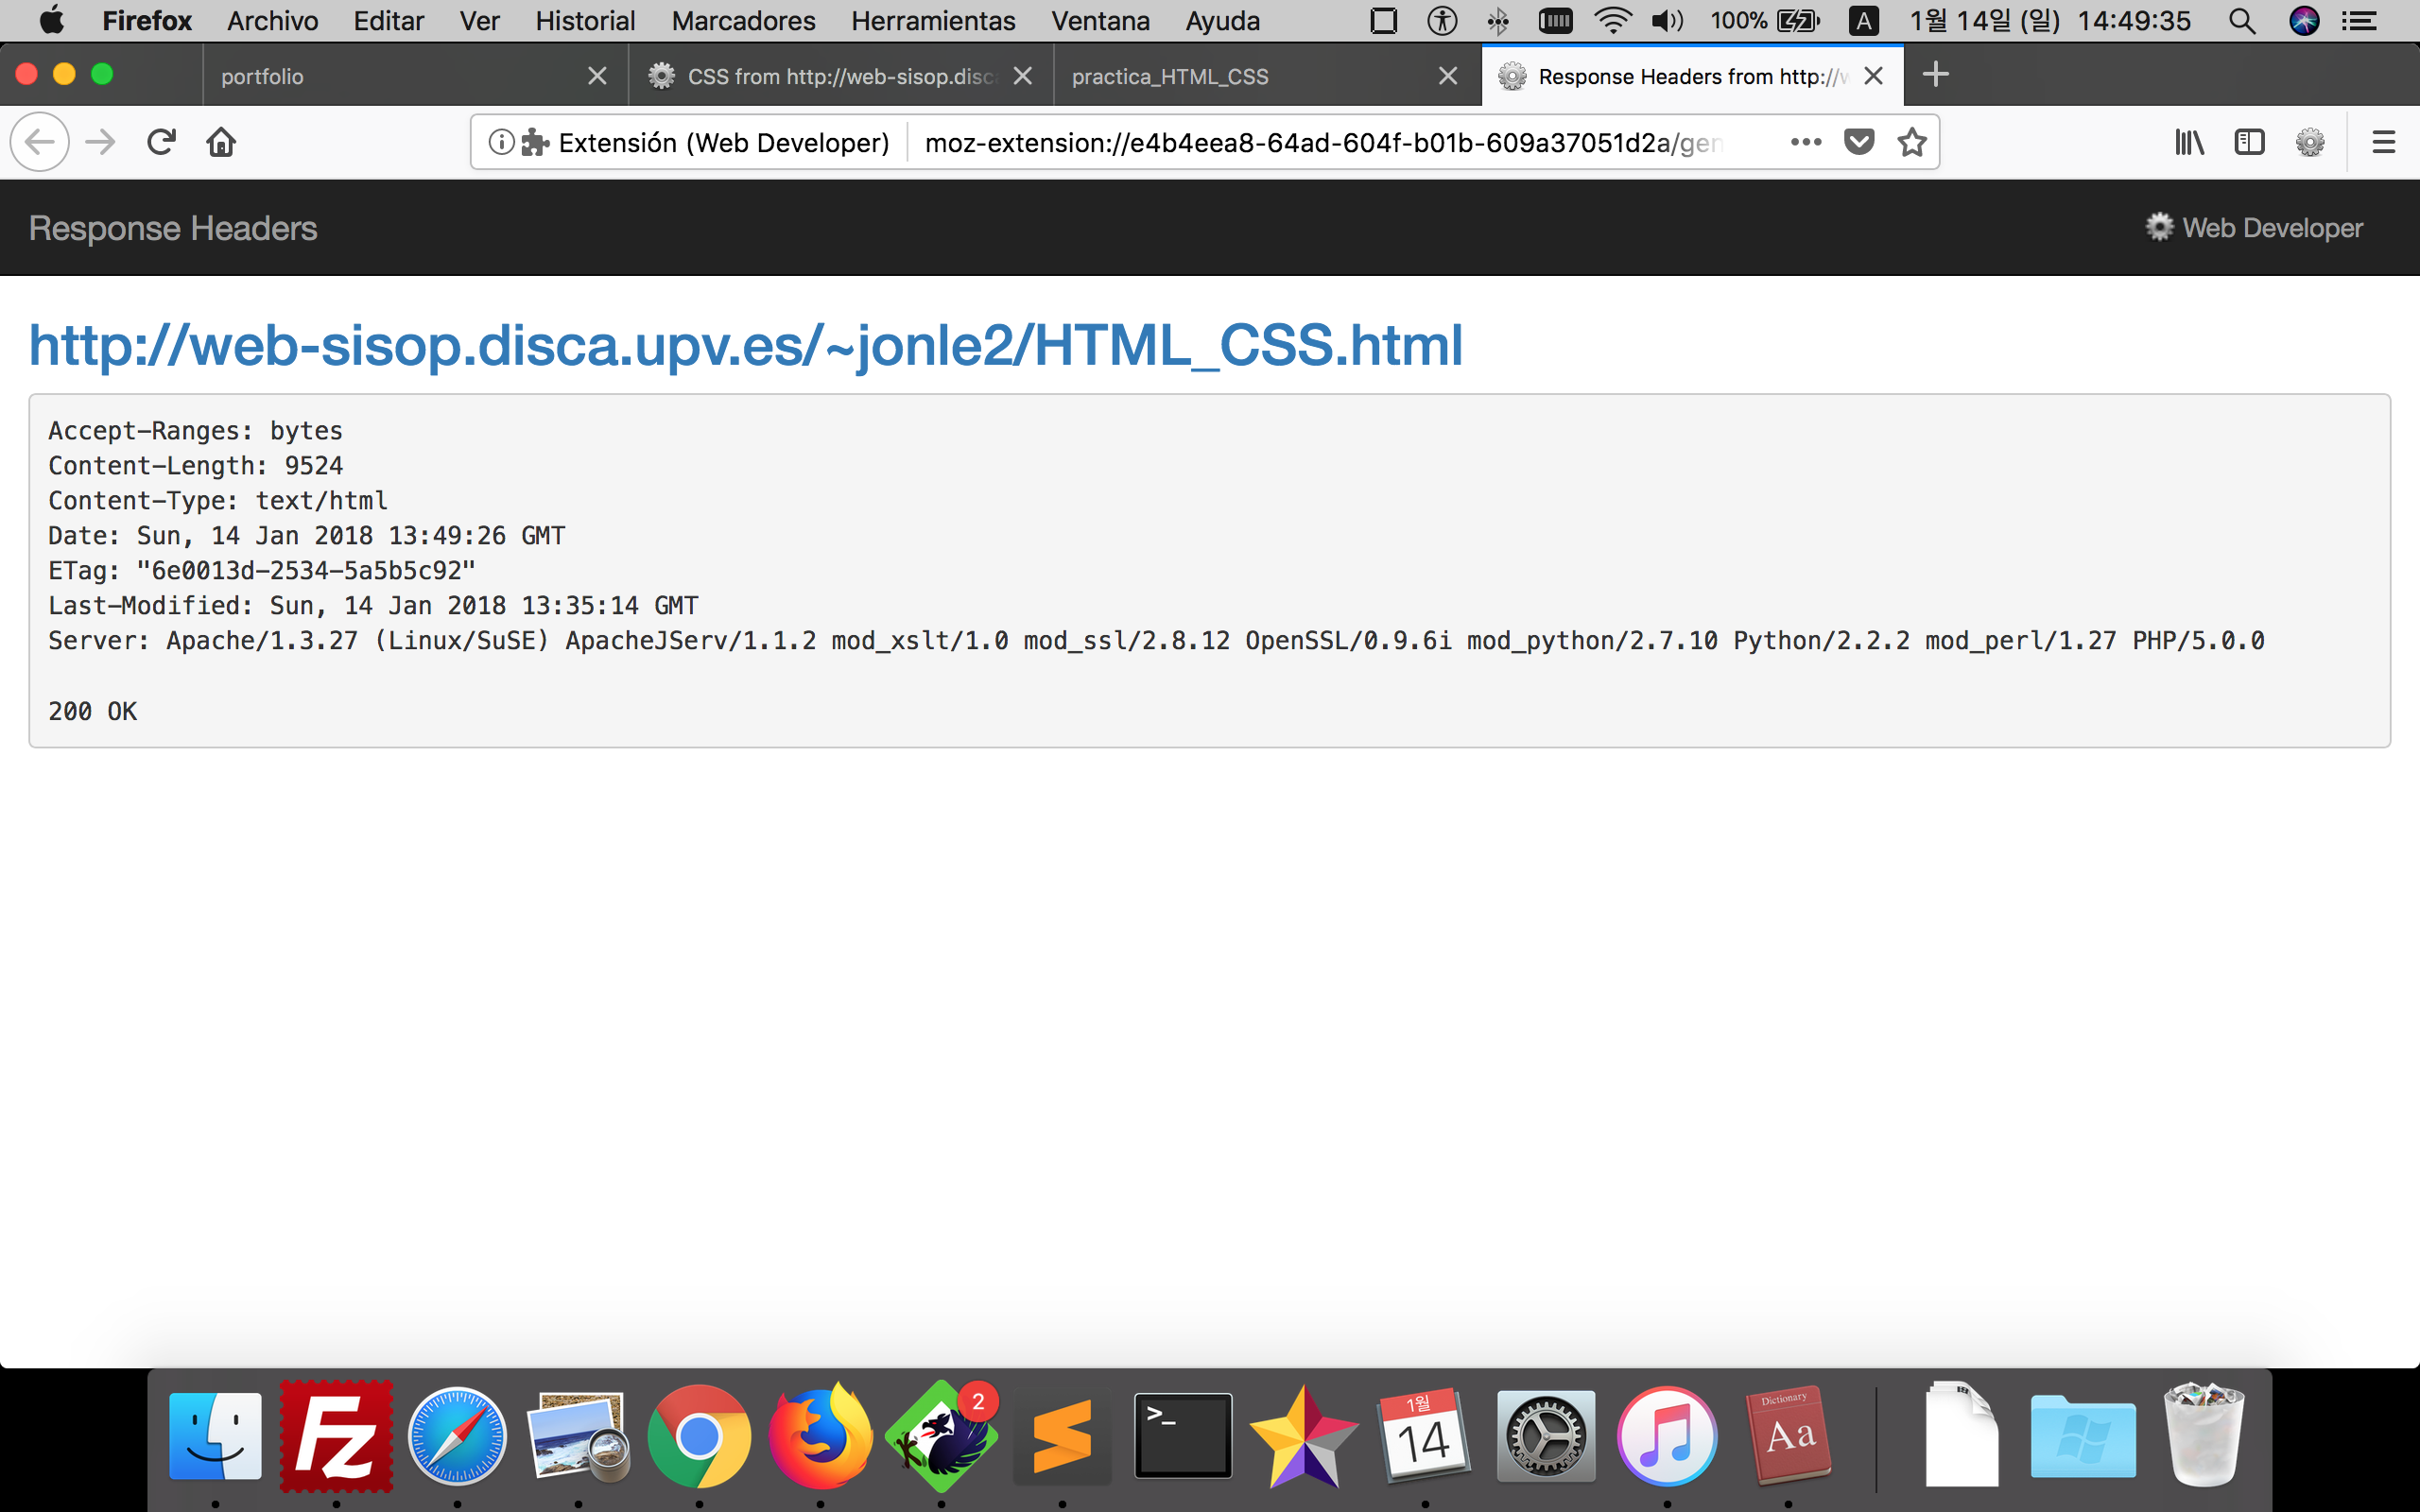 Firefox Archivo Editar Ver Historial Marcadores Herramientas Ventana Ayuda 100% A 1월 14일 (일) 14:49:35
portfolio CSS from http://web-sisop.disc practica_HTML_CSS Response Headers from http://w
Extensión (Web Developer) moz-extension://e4b4eea8-64ad-604f-b01b-609a37051d2a/gen
Response Headers Web Developer
http://web-sisop.disca.upv.es/~jonle2/HTML_CSS.html
Accept-Ranges: bytes
Content-Length: 9524
Content-Type: text/html
Date: Sun, 14 Jan 2018 13:49:26 GMT
ETag: "6e0013d-2534-5a5b5c92"
Last-Modified: Sun, 14 Jan 2018 13:35:14 GMT
Server: Apache/1.3.27 (Linux/SuSE) ApacheJServ/1.1.2 mod_xslt/1.0 mod_ssl/2.8.12 OpenSSL/0.9.6i mod_python/2.7.10 Python/2.2.2 mod_perl/1.27 PHP/5.0.0
200 OK
Fz 2 >_ 1월 14 Dictionary Aa